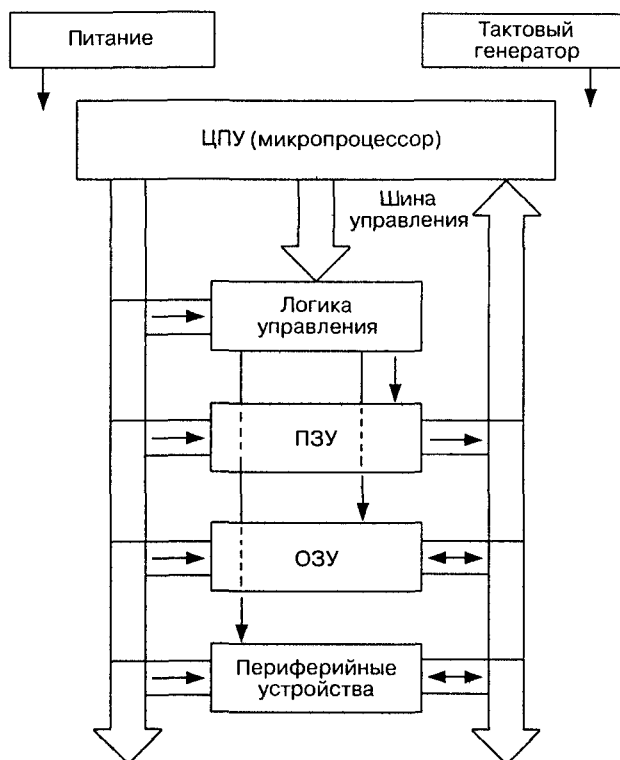 Питание
Тактовый
генератор
ЦПУ (микропроцессор)
Шина
управления
Логика
управления
ПЗУ
ОЗУ
Периферийные
устройства